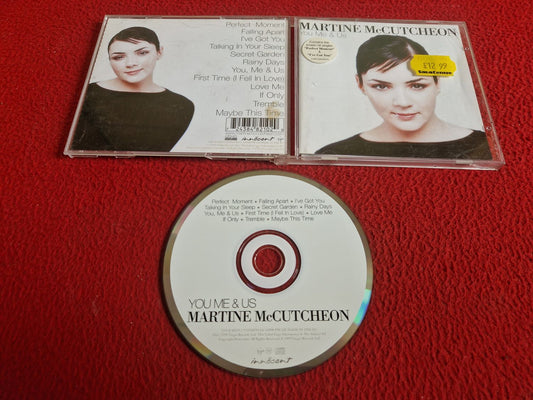 Perfect Moment
Falling Apart
I've Got You
Talking In Your Sleep
Secret Garden
Rainy Days
You, Me & Us
First Time (I Fell In Love)
Love Me
If Only
Tremble
Maybe This Time
innocent
MARTINE McCUTCHEON
You Me & Us
£12.99
Perfect Moment • Falling Apart • I've Got You
Talking In Your Sleep • Secret Garden • Rainy Days
You, Me & Us • First Time (I Fell In Love) • Love Me
If Only • Tremble • Maybe This Time
YOU ME & US
MARTINE McCUTCHEON
innocent